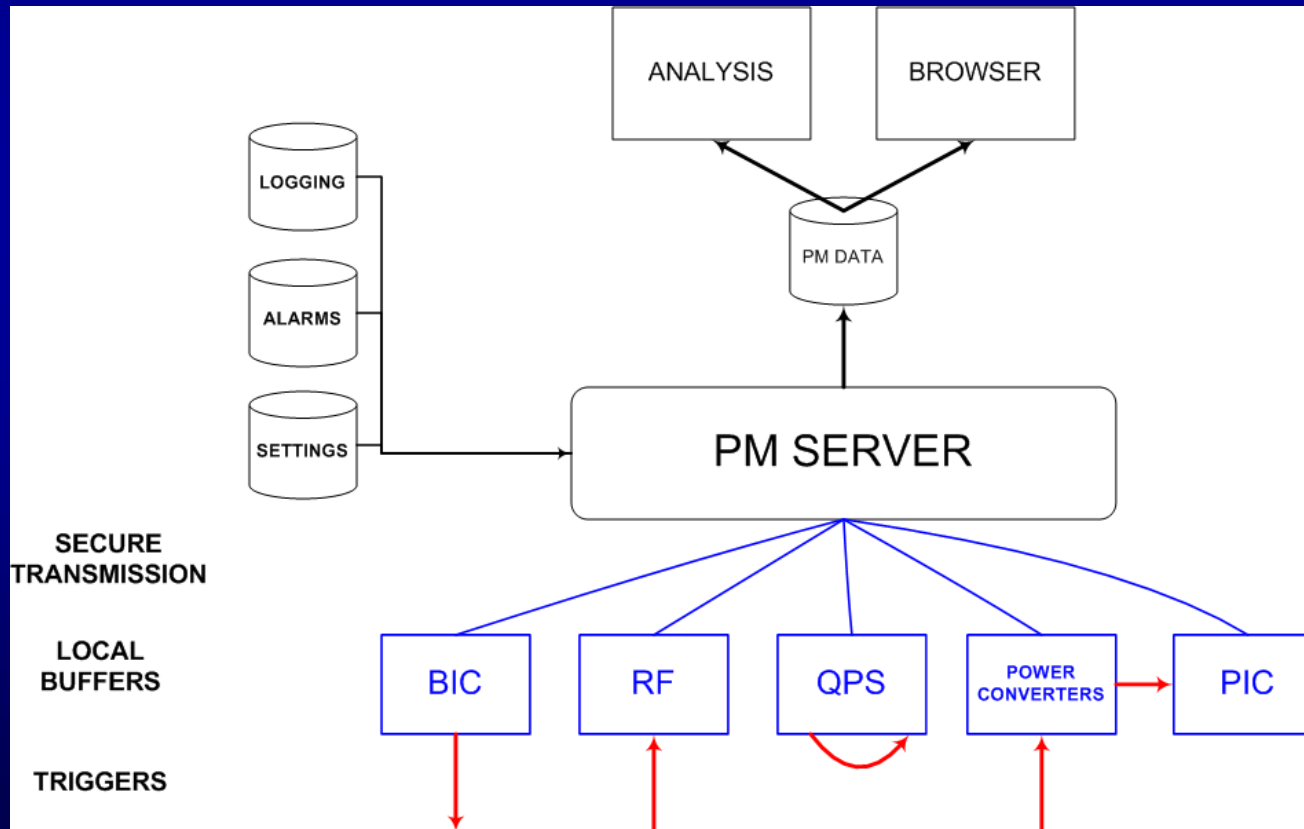 ANALYSIS
BROWSER
LOGGING
PM DATA
ALARMS
SETTINGS
PM SERVER
SECURE
TRANSMISSION
LOCAL
BUFFERS
BIC
RF
QPS
POWER
CONVERTERS
PIC
TRIGGERS